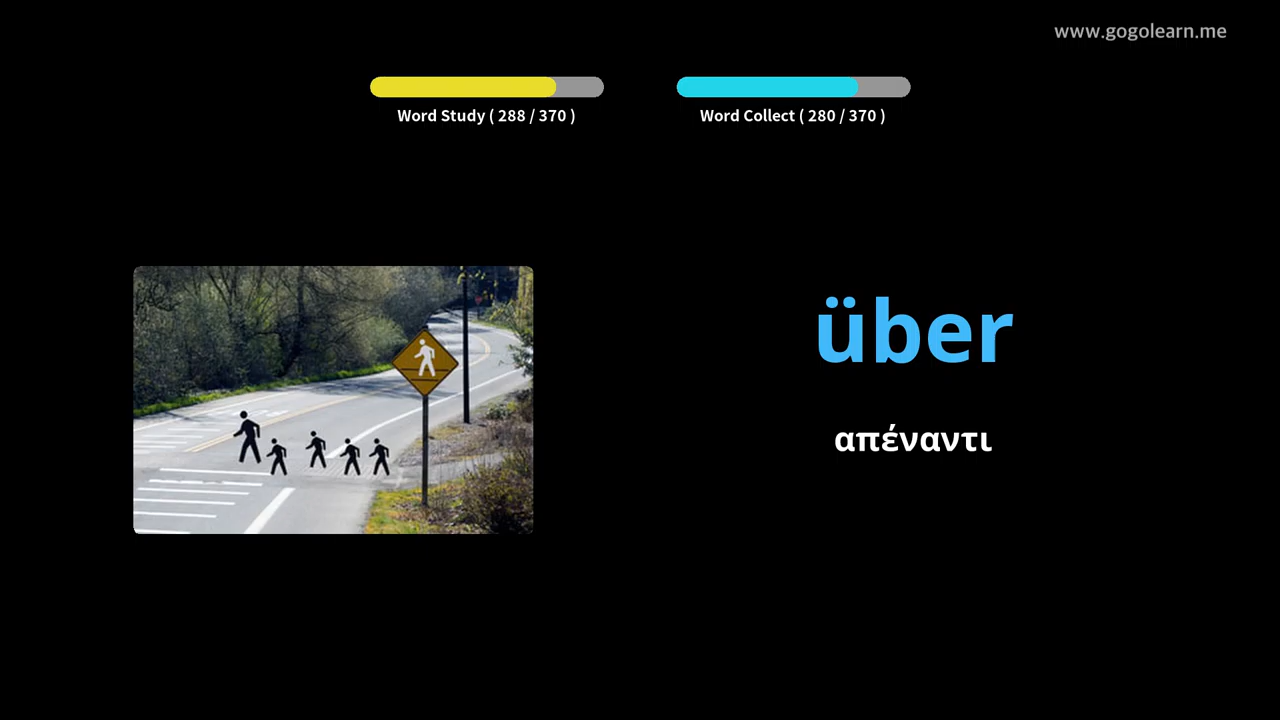 www.gogolearn.me
Word Study ( 288 / 370 )
Word Collect ( 280 / 370 )
über
απέναντι